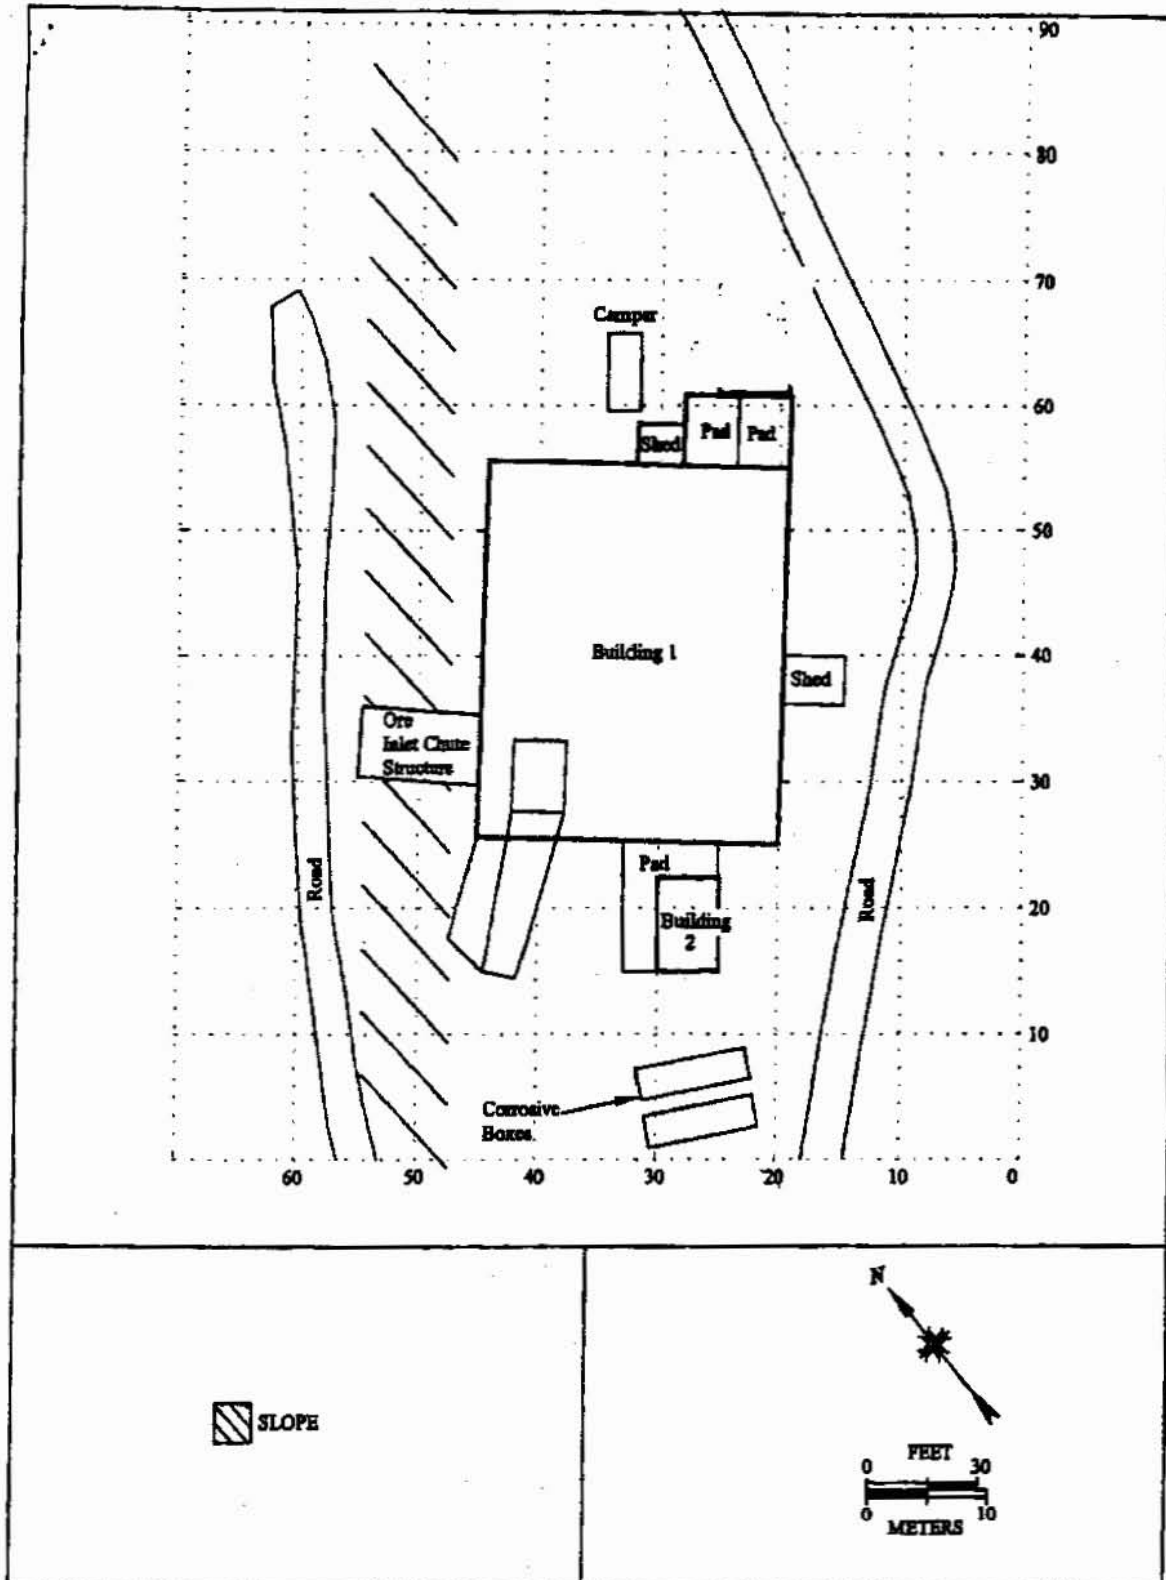 90
80
70
Camper
60
Shed
Pad
Pad
50
Building 1
40
Shed
Ore
Inlet Chute
Structure
30
Pad
Road
Road
20
Building
2
10
Corrosive
Boxes
60 50 40 30 20 10 0
N
SLOPE
FEET
0 30
0 10
METERS